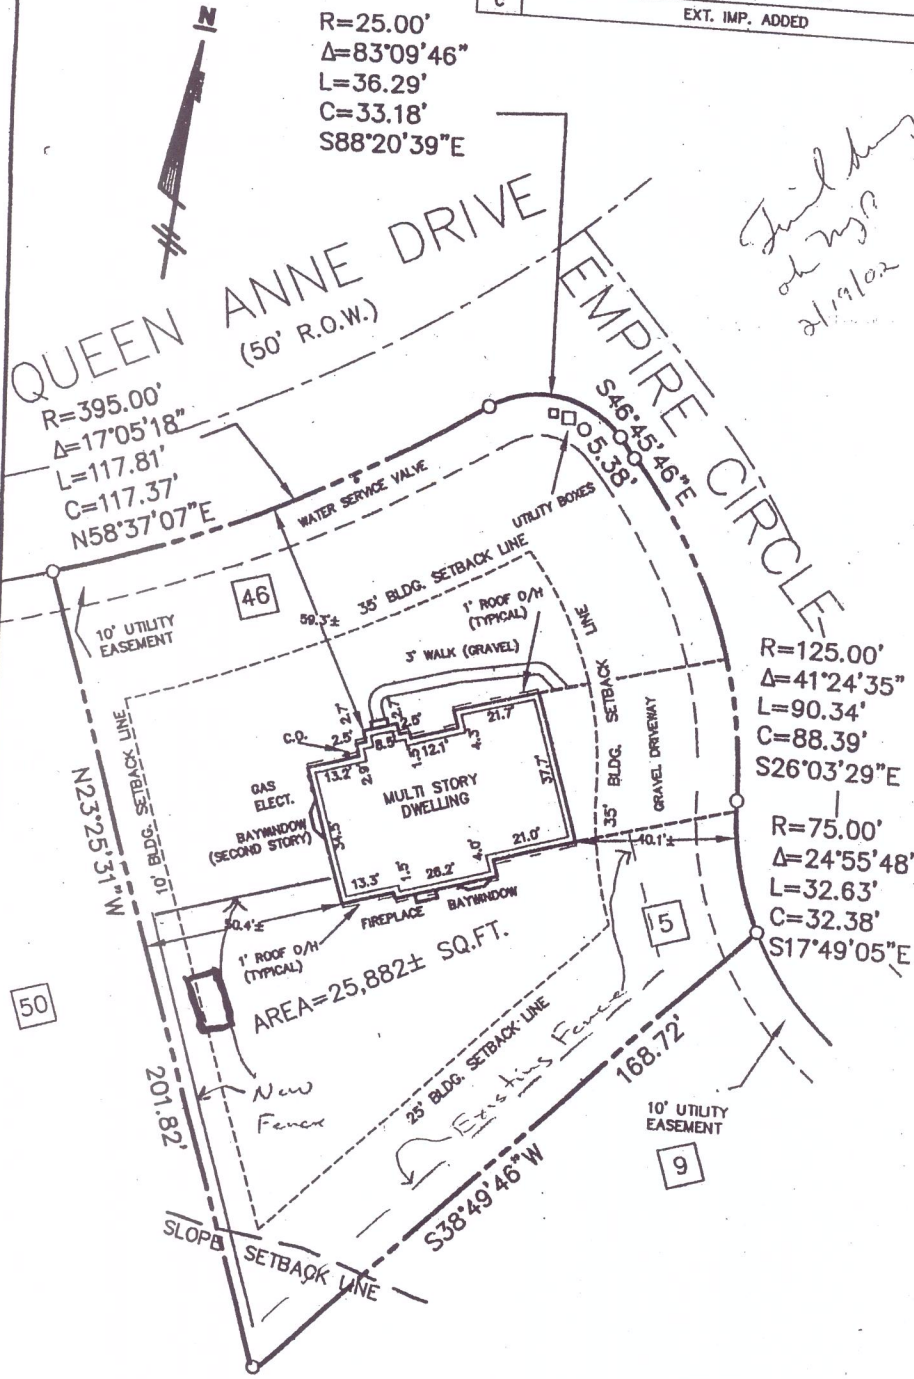 C
EXT. IMP. ADDED
N
R=25.00'
Δ=83°09'46"
L=36.29'
C=33.18'
S88°20'39"E
2/19/02
QUEEN ANNE DRIVE
(50' R.O.W.)
EMPIRE CIRCLE
R=395.00'
Δ=17°05'18"
L=117.81'
C=117.37'
N58°37'07"E
S46°45'46"E
5.38'
WATER SERVICE VALVE
UTILITY BOXES
46
35' BLDG. SETBACK LINE
59.3'±
1' ROOF O/H
(TYPICAL)
10' UTILITY
EASEMENT
3' WALK (GRAVEL)
35' BLDG. SETBACK LINE
GRAVEL DRIVEWAY
R=125.00'
Δ=41°24'35"
L=90.34'
C=88.39'
S26°03'29"E
R=75.00'
Δ=24°55'48"
L=32.63'
C=32.38'
S17°49'05"E
N23°25'31"W
201.82'
10' BLDG. SETBACK LINE
C.O.
2.5'
2.7'
8.5'
2.7'
2.5'
12.1'
4.3'
21.7'
13.2'
2.9'
1.5'
37.7'
GAS
ELECT.
BAYWINDOW
(SECOND STORY)
MULTI STORY
DWELLING
34.3'
13.3'
1.5'
26.2'
4.0'
21.0'
40.1'±
FIREPLACE
BAYWINDOW
50.4'±
1' ROOF O/H
(TYPICAL)
AREA=25,882± SQ.FT.
15
50
New
Fence
25' BLDG. SETBACK LINE
Existing Fence
168.72'
S38°49'46"W
10' UTILITY
EASEMENT
9
SLOPE SETBACK LINE